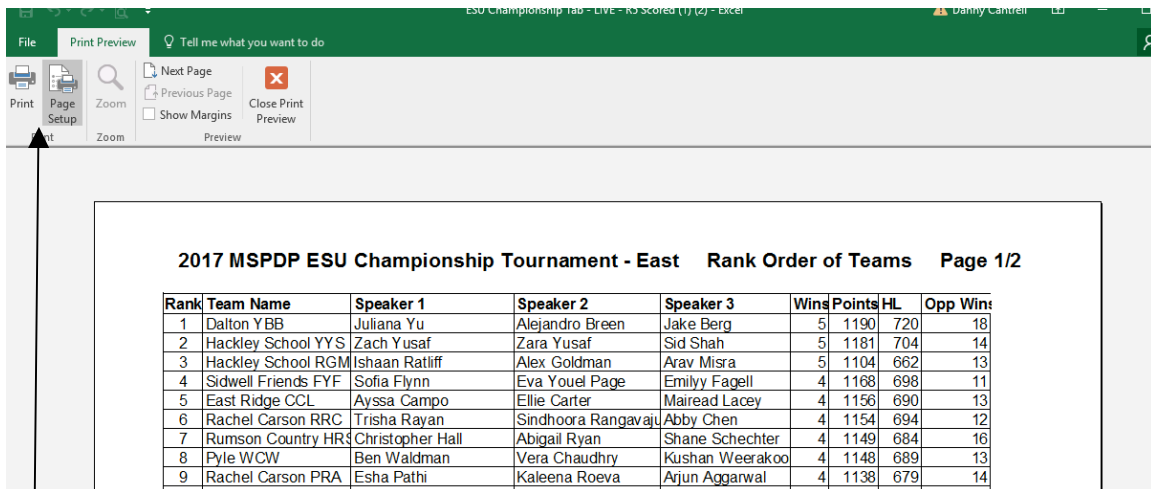 ESU Championship Tab - LIVE - R5 Scored (1) (2) - Excel Danny Cantrell
File Print Preview Tell me what you want to do
Print Page Setup Zoom Next Page
Previous Page
Show Margins
Close Print Preview
Zoom Preview
2017 MSPDP ESU Championship Tournament - East Rank Order of Teams Page 1/2
Rank Team Name Speaker 1 Speaker 2 Speaker 3 Wins Points HL Opp Wins
1 Dalton YBB Juliana Yu Alejandro Breen Jake Berg 5 1190 720 18
2 Hackley School YYS Zach Yusaf Zara Yusaf Sid Shah 5 1181 704 14
3 Hackley School RGM Ishaan Ratliff Alex Goldman Arav Misra 5 1104 662 13
4 Sidwell Friends FYF Sofia Flynn Eva Youel Page Emilyy Fagell 4 1168 698 11
5 East Ridge CCL Ayssa Campo Ellie Carter Mairead Lacey 4 1156 690 13
6 Rachel Carson RRC Trisha Rayan Sindhoora Rangavaju Abby Chen 4 1154 694 12
7 Rumson Country HRS Christopher Hall Abigail Ryan Shane Schechter 4 1149 684 16
8 Pyle WCW Ben Waldman Vera Chaudhry Kushan Weerakoo 4 1148 689 13
9 Rachel Carson PRA Esha Pathi Kaleena Roeva Arjun Aggarwal 4 1138 679 14